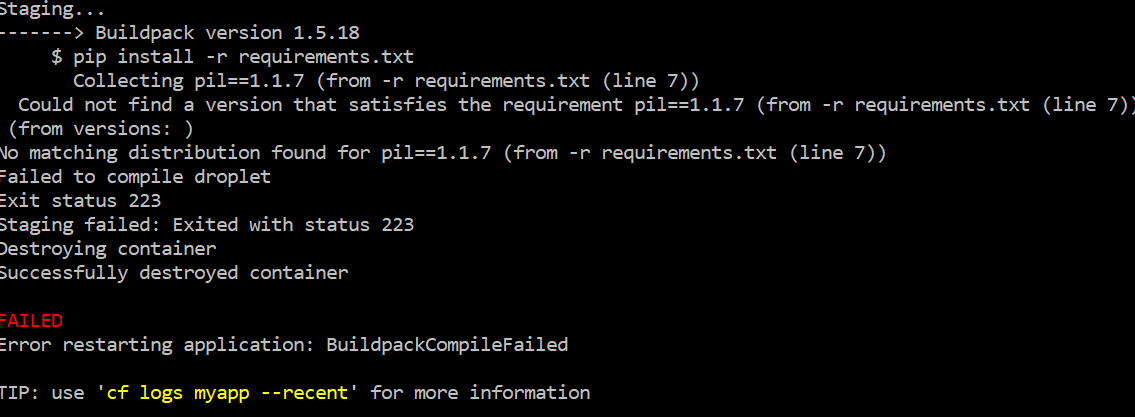 Staging...
-------> Buildpack version 1.5.18
$ pip install -r requirements.txt
Collecting pil==1.1.7 (from -r requirements.txt (line 7))
Could not find a version that satisfies the requirement pil==1.1.7 (from -r requirements.txt (line 7))
(from versions: )
No matching distribution found for pil==1.1.7 (from -r requirements.txt (line 7))
Failed to compile droplet
Exit status 223
Staging failed: Exited with status 223
Destroying container
Successfully destroyed container
FAILED
Error restarting application: BuildpackCompileFailed
TIP: use 'cf logs myapp --recent' for more information